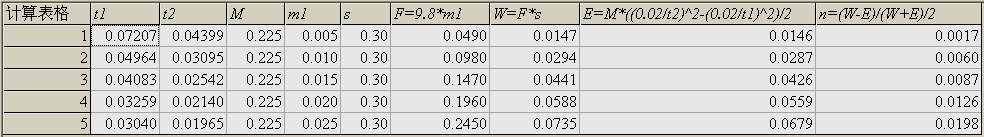 计算表格 t1 t2 M m1 s F=9.8*m1 W=F*s E=M*((0.02/t2)^2-(0.02/t1)^2)/2 n=(W-E)/(W+E)/2
1 0.07207 0.04399 0.225 0.005 0.30 0.0490 0.0147 0.0146 0.0017
2 0.04964 0.03095 0.225 0.010 0.30 0.0980 0.0294 0.0287 0.0060
3 0.04083 0.02542 0.225 0.015 0.30 0.1470 0.0441 0.0426 0.0087
4 0.03259 0.02140 0.225 0.020 0.30 0.1960 0.0588 0.0559 0.0126
5 0.03040 0.01965 0.225 0.025 0.30 0.2450 0.0735 0.0679 0.0198